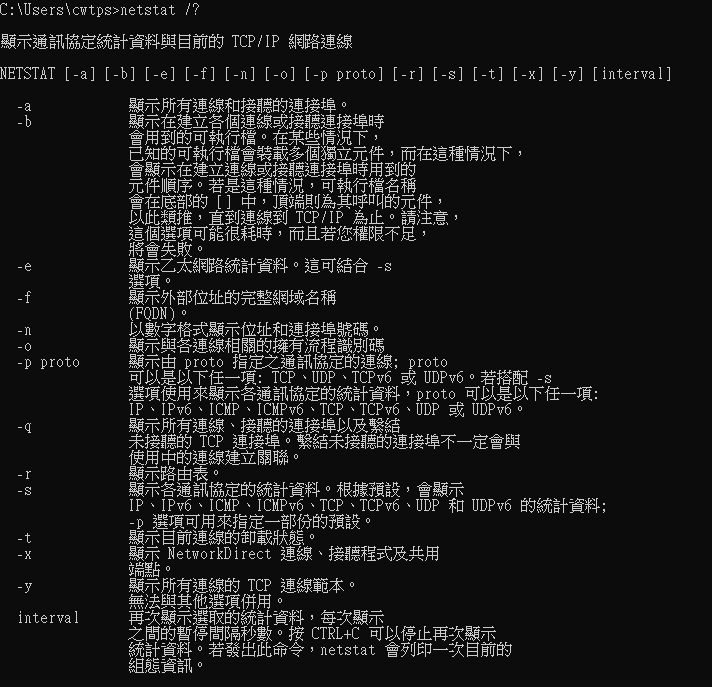 C:\Users\cwtps>netstat /?
顯示通訊協定統計資料與目前的 TCP/IP 網路連線
NETSTAT [-a] [-b] [-e] [-f] [-n] [-o] [-p proto] [-r] [-s] [-t] [-x] [-y] [interval]
-a 顯示所有連線和接聽的連接埠。
-b 顯示在建立各個連線或接聽連接埠時
會用到的可執行檔。在某些情況下，
已知的可執行檔會裝載多個獨立元件，而在這種情況下，
會顯示在建立連線或接聽連接埠時用到的
元件順序。若是這種情況，可執行檔名稱
會在底部的 [] 中，頂端則為其呼叫的元件，
以此類推，直到連線到 TCP/IP 為止。請注意，
這個選項可能很耗時，而且若您權限不足，
將會失敗。
-e 顯示乙太網路統計資料。這可結合 -s
選項。
-f 顯示外部位址的完整網域名稱
(FQDN)。
-n 以數字格式顯示位址和連接埠號碼。
-o 顯示與各連線相關的擁有流程識別碼
-p proto 顯示由 proto 指定之通訊協定的連線; proto
可以是以下任一項: TCP、UDP、TCPv6 或 UDPv6。若搭配 -s
選項使用來顯示各通訊協定的統計資料，proto 可以是以下任一項:
IP、IPv6、ICMP、ICMPv6、TCP、TCPv6、UDP 或 UDPv6。
-q 顯示所有連線、接聽的連接埠以及繫結
未接聽的 TCP 連接埠。繫結未接聽的連接埠不一定會與
使用中的連線建立關聯。
-r 顯示路由表。
-s 顯示各通訊協定的統計資料。根據預設，會顯示
IP、IPv6、ICMP、ICMPv6、TCP、TCPv6、UDP 和 UDPv6 的統計資料;
-p 選項可用來指定一部份的預設。
-t 顯示目前連線的卸載狀態。
-x 顯示 NetworkDirect 連線、接聽程式及共用
端點。
-y 顯示所有連線的 TCP 連線範本。
無法與其他選項併用。
interval 再次顯示選取的統計資料，每次顯示
之間的暫停間隔秒數。按 CTRL+C 可以停止再次顯示
統計資料。若發出此命令，netstat 會列印一次目前的
組態資訊。